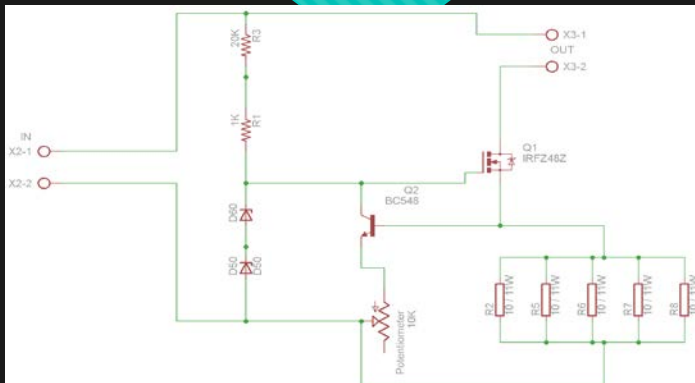 20K
R3
X3-1
OUT
X3-2
1K
R1
IN
X2-1
X2-2
Q1
IRFZ48Z
Q2
BC548
D60
D50
D50
10K
Potentiometer
R2
10 / 11W
R5
10 / 11W
R6
10 / 11W
R7
10 / 11W
R8
10 / 11W